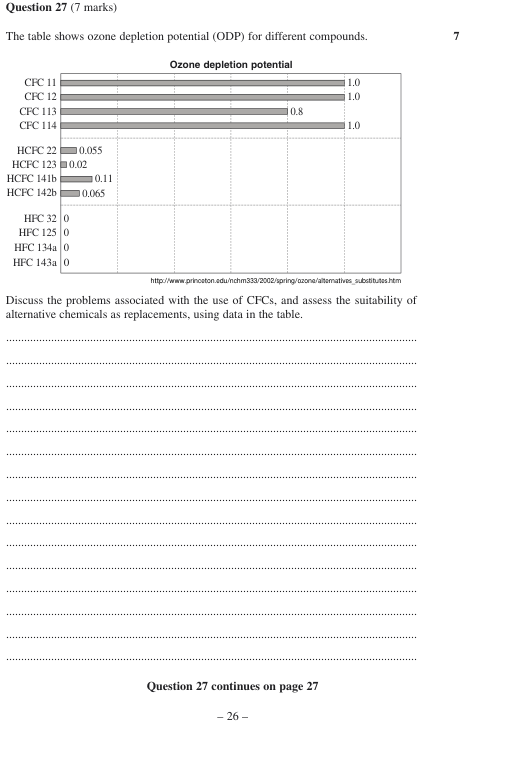 Question 27 (7 marks)
The table shows ozone depletion potential (ODP) for different compounds. 7
Ozone depletion potential
CFC 11 1.0
CFC 12 1.0
CFC 113 0.8
CFC 114 1.0
HCFC 22 0.055
HCFC 123 0.02
HCFC 141b 0.11
HCFC 142b 0.065
HFC 32 0
HFC 125 0
HFC 134a 0
HFC 143a 0
http://www.princeton.edu/nchm333/2002/spring/ozone/alternatives_substitutes.htm
Discuss the problems associated with the use of CFCs, and assess the suitability of
alternative chemicals as replacements, using data in the table.
Question 27 continues on page 27
– 26 –